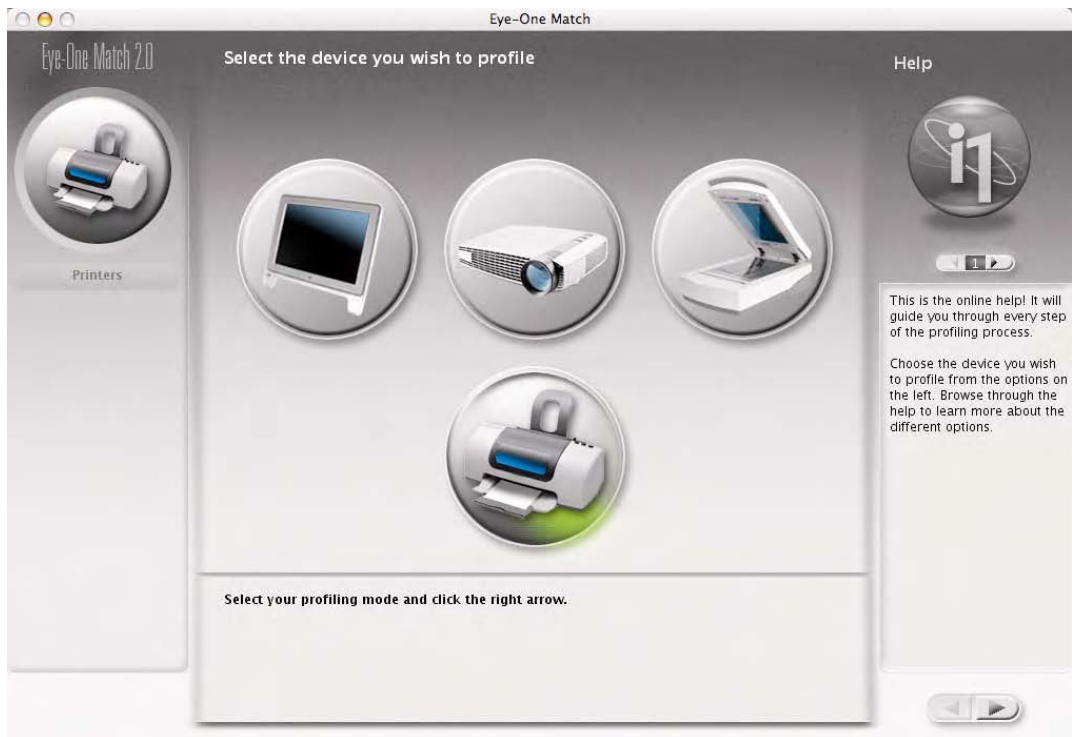 Eye-One Match
Eye-One Match 2.0
Select the device you wish to profile
Help
i1
Printers
1
This is the online help! It will
guide you through every step
of the profiling process.
Choose the device you wish
to profile from the options on
the left. Browse through the
help to learn more about the
different options.
Select your profiling mode and click the right arrow.